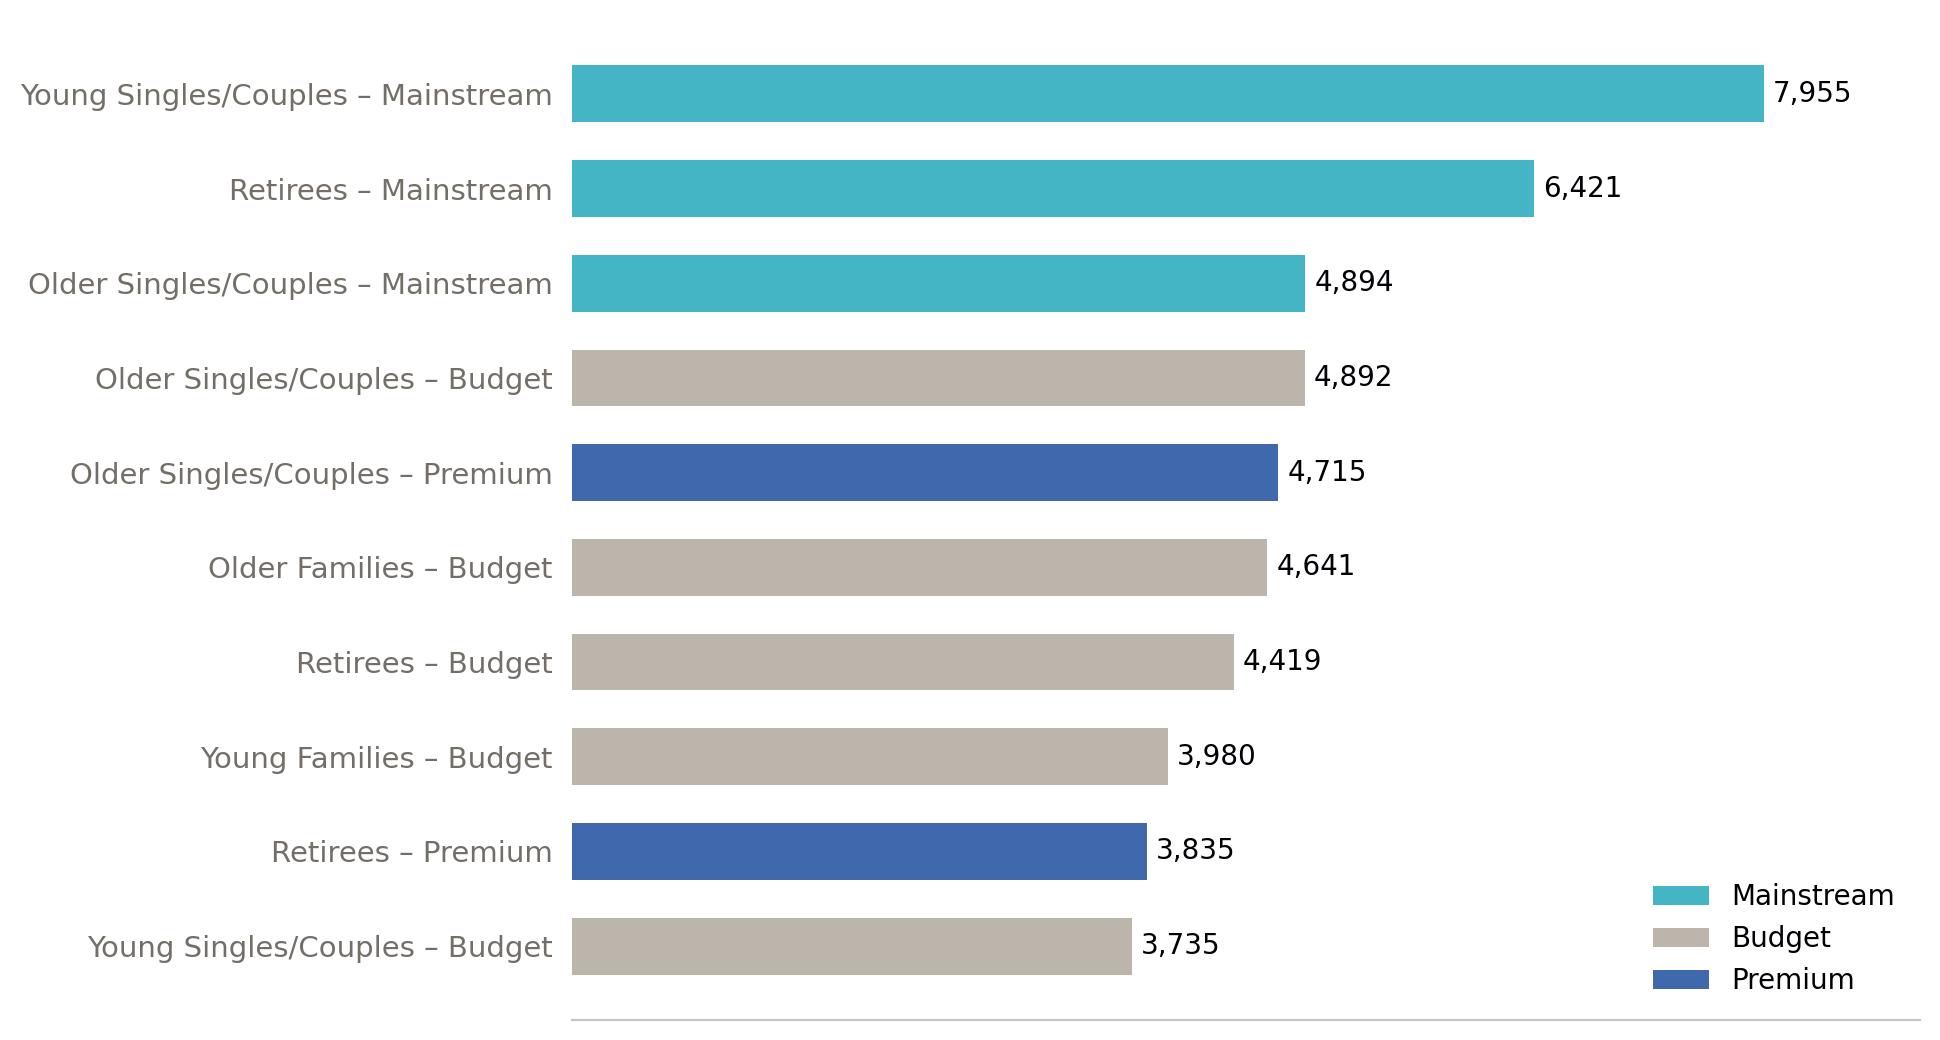 Young Singles/Couples – Mainstream 7,955
Retirees – Mainstream 6,421
Older Singles/Couples – Mainstream 4,894
Older Singles/Couples – Budget 4,892
Older Singles/Couples – Premium 4,715
Older Families – Budget 4,641
Retirees – Budget 4,419
Young Families – Budget 3,980
Retirees – Premium 3,835
Young Singles/Couples – Budget 3,735
Mainstream
Budget
Premium